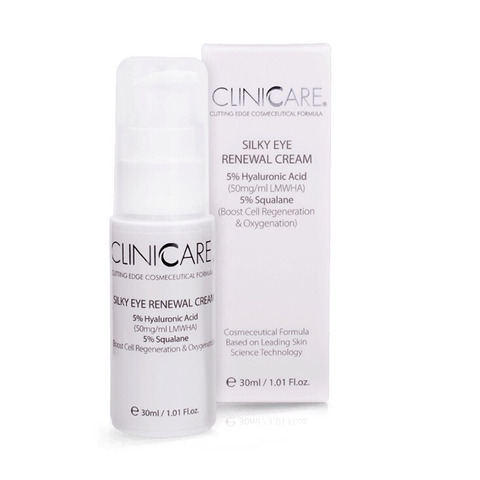 CLINICCARE®
CUTTING EDGE COSMECEUTICAL FORMULA
SILKY EYE
RENEWAL CREAM
5% Hyaluronic Acid
(50mg/ml LMWHA)
5% Squalane
(Boost Cell Regeneration
& Oxygenation)
Cosmeceutical Formula
Based on Leading Skin
Science Technology
e 30ml / 1.01 Fl.oz.
CLINICCARE
CUTTING EDGE COSMECEUTICAL FORMULA
SILKY EYE RENEWAL CREAM
5% Hyaluronic Acid
(50mg/ml LMWHA)
5% Squalane
(Boost Cell Regeneration & Oxygenation)
e 30ml / 1.01 Fl.oz.